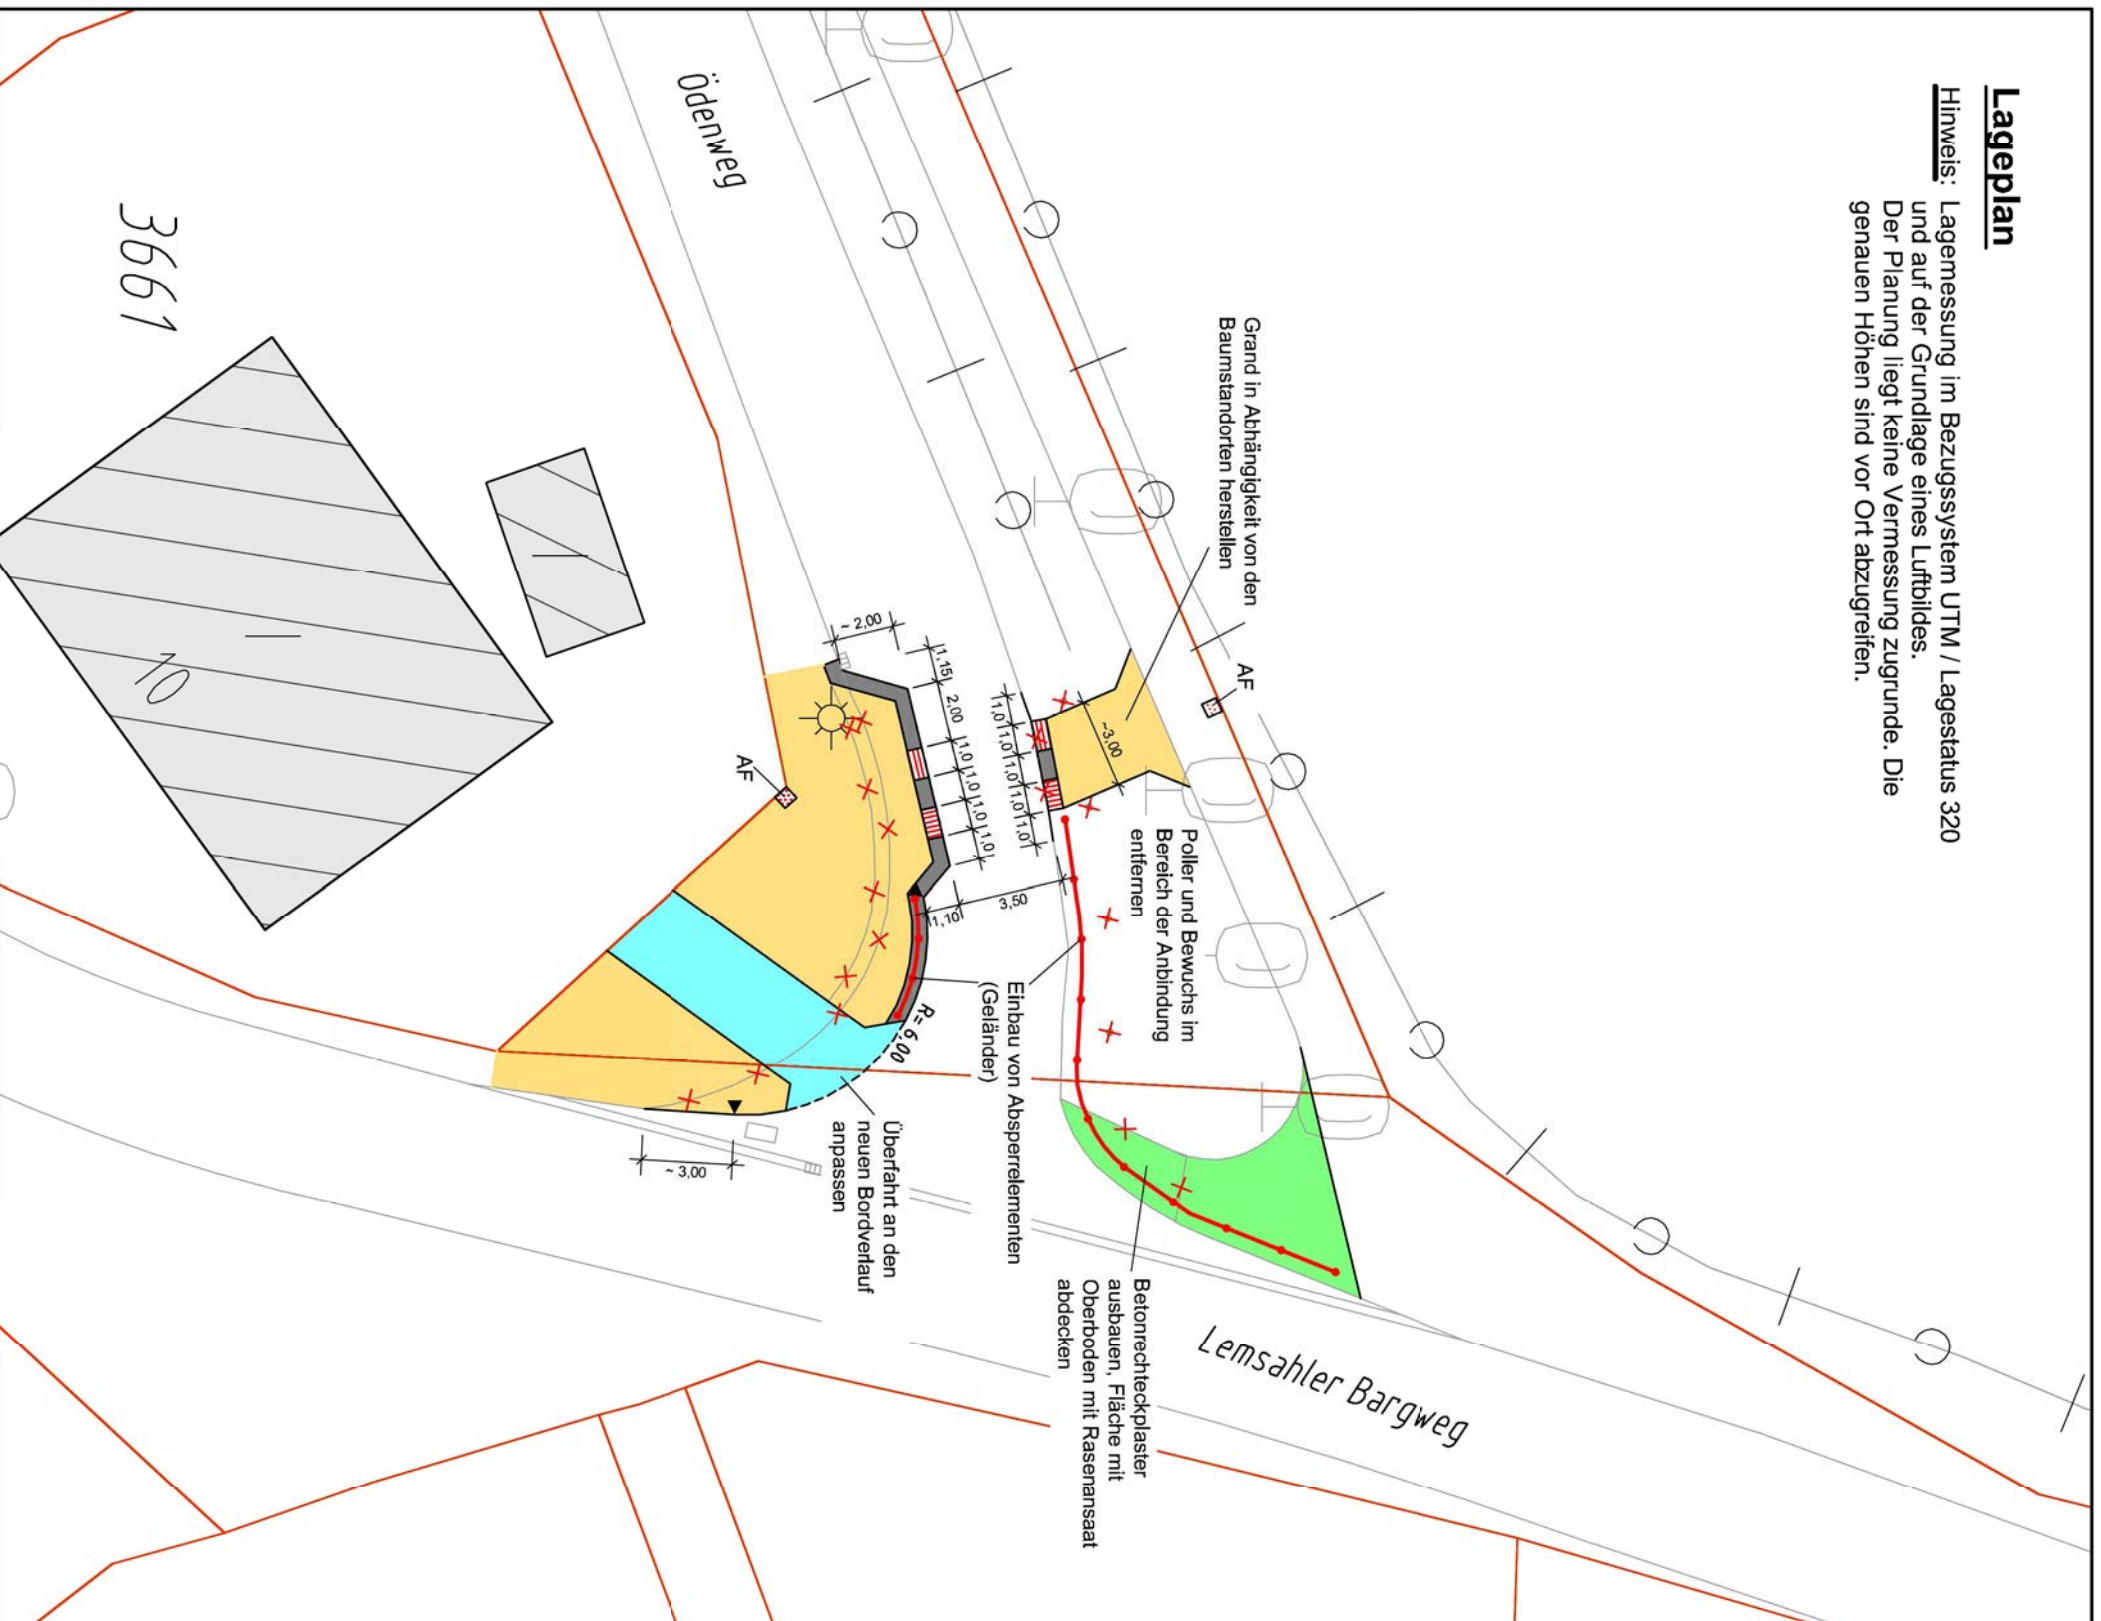 Lageplan
Hinweis: Lagemessung im Bezugssystem UTM / Lagestatus 320
und auf der Grundlage eines Luftbildes.
Der Planung liegt keine Vermessung zugrunde. Die
genauen Höhen sind vor Ort abzugreifen.
Ödenweg
3661
10
Grand in Abhängigkeit von den
Baumstandorten herstellen
AF
~3,00
Poller und Bewuchs im
Bereich der Anbindung
entfernen
1,0
1,0
1,0
1,0
1,0
~ 2,00
1,15
2,00
1,0
1,0
1,0
1,0
3,50
1,10
AF
R= 6,00
Einbau von Absperrelementen
(Geländer)
Überfahrt an den
neuen Bordverlauf
anpassen
~ 3,00
Betonrechteckplaster
ausbauen, Fläche mit
Oberboden mit Rasenansaat
abdecken
Lemsahler Bargweg